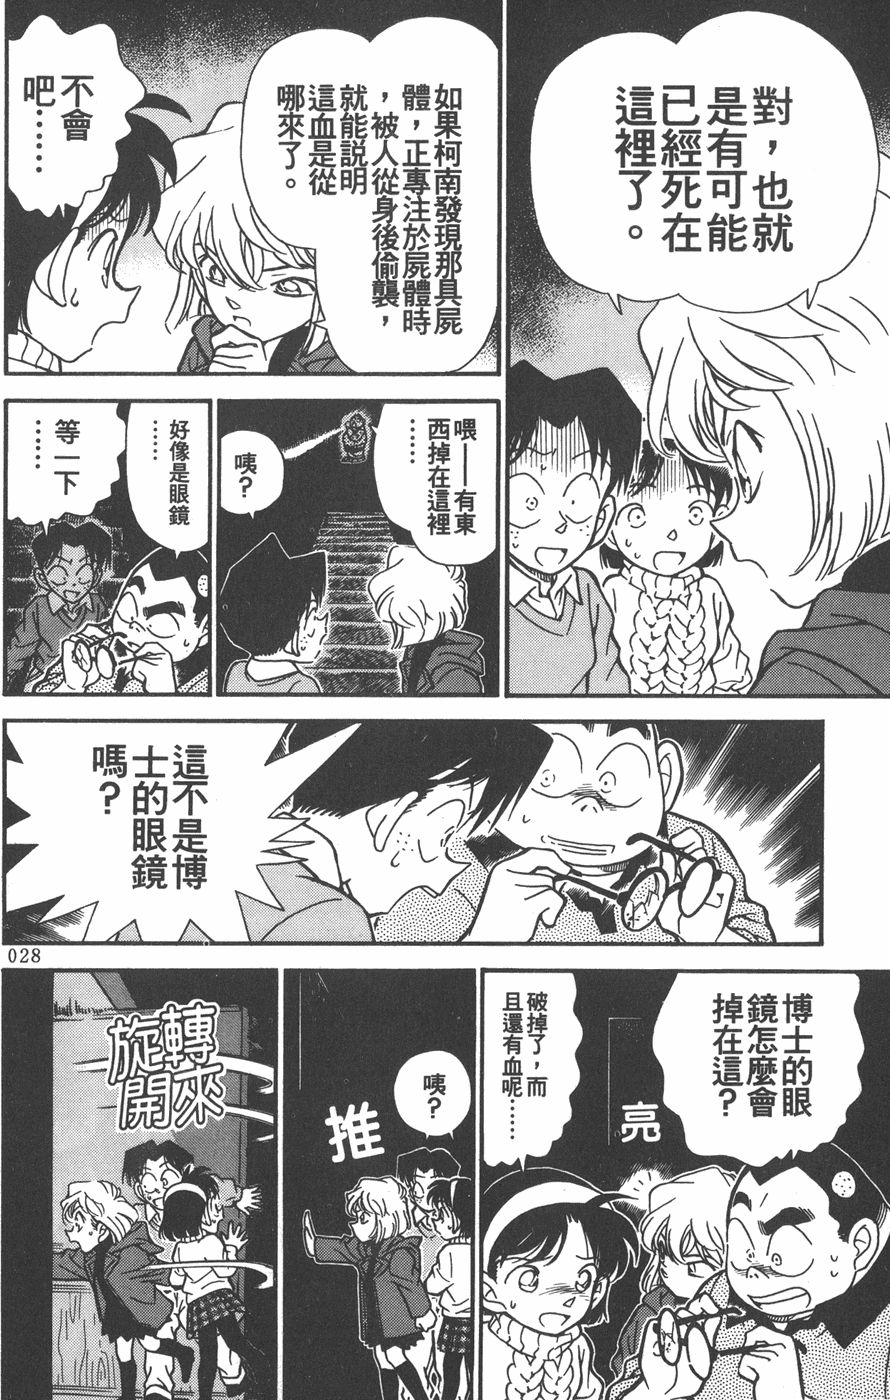 對，也就
是有可能
已經死在
這裡了。
如果柯南發現那具屍
體，正專注於屍體時
，被人從身後偷襲，
就能説明
這血是從
哪來了。
不會
吧……
喂──有東
西掉在這裡
……
咦？
好像是眼鏡
……
等一下
……
這不是博
士的眼鏡
嗎？
028
博士的眼
鏡怎麼會
掉在這？
亮
破掉了，而
且還有血呢……
咦？
推
轉來
旋開